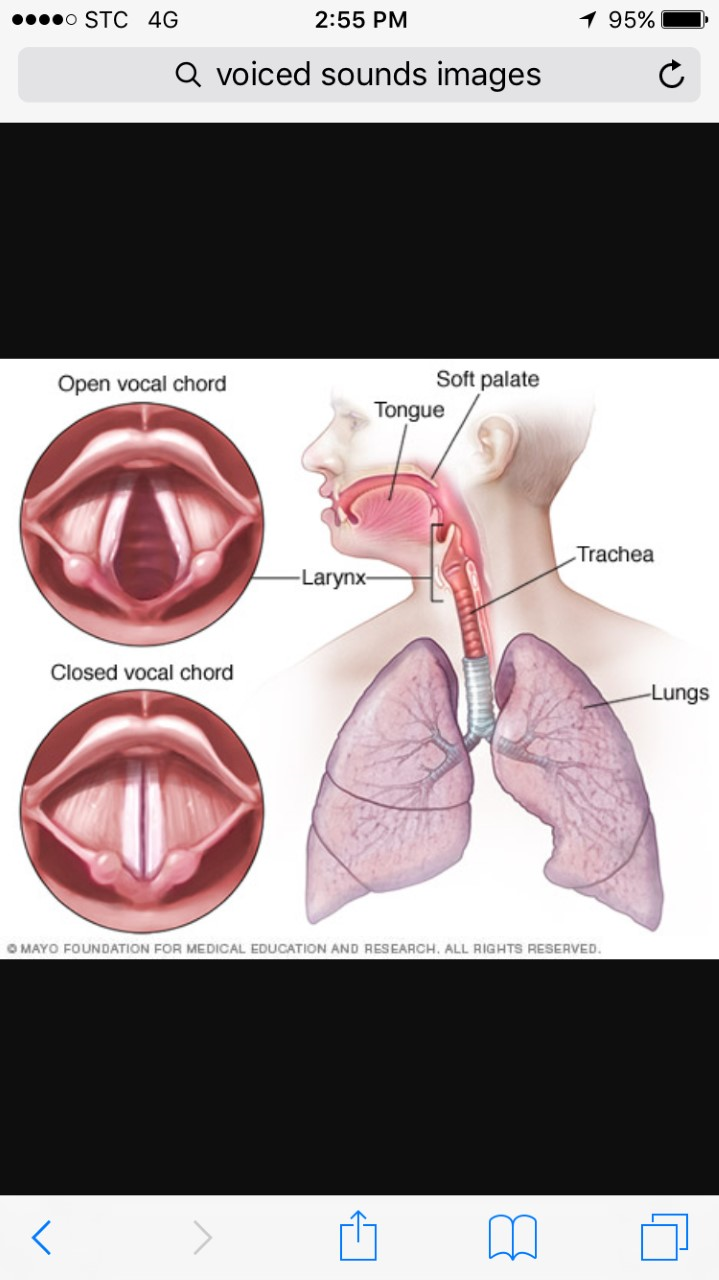 STC 4G 2:55 PM 95%
voiced sounds images
Open vocal chord
Soft palate
Tongue
Trachea
Larynx
Closed vocal chord
Lungs
© MAYO FOUNDATION FOR MEDICAL EDUCATION AND RESEARCH. ALL RIGHTS RESERVED.